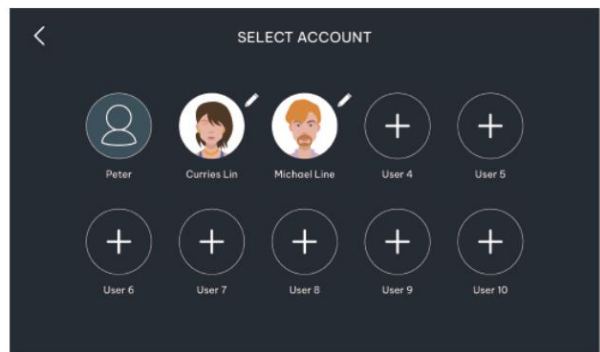 SELECT ACCOUNT
Peter Curries Lin Michael Line User 4 User 5
User 6 User 7 User 8 User 9 User 10